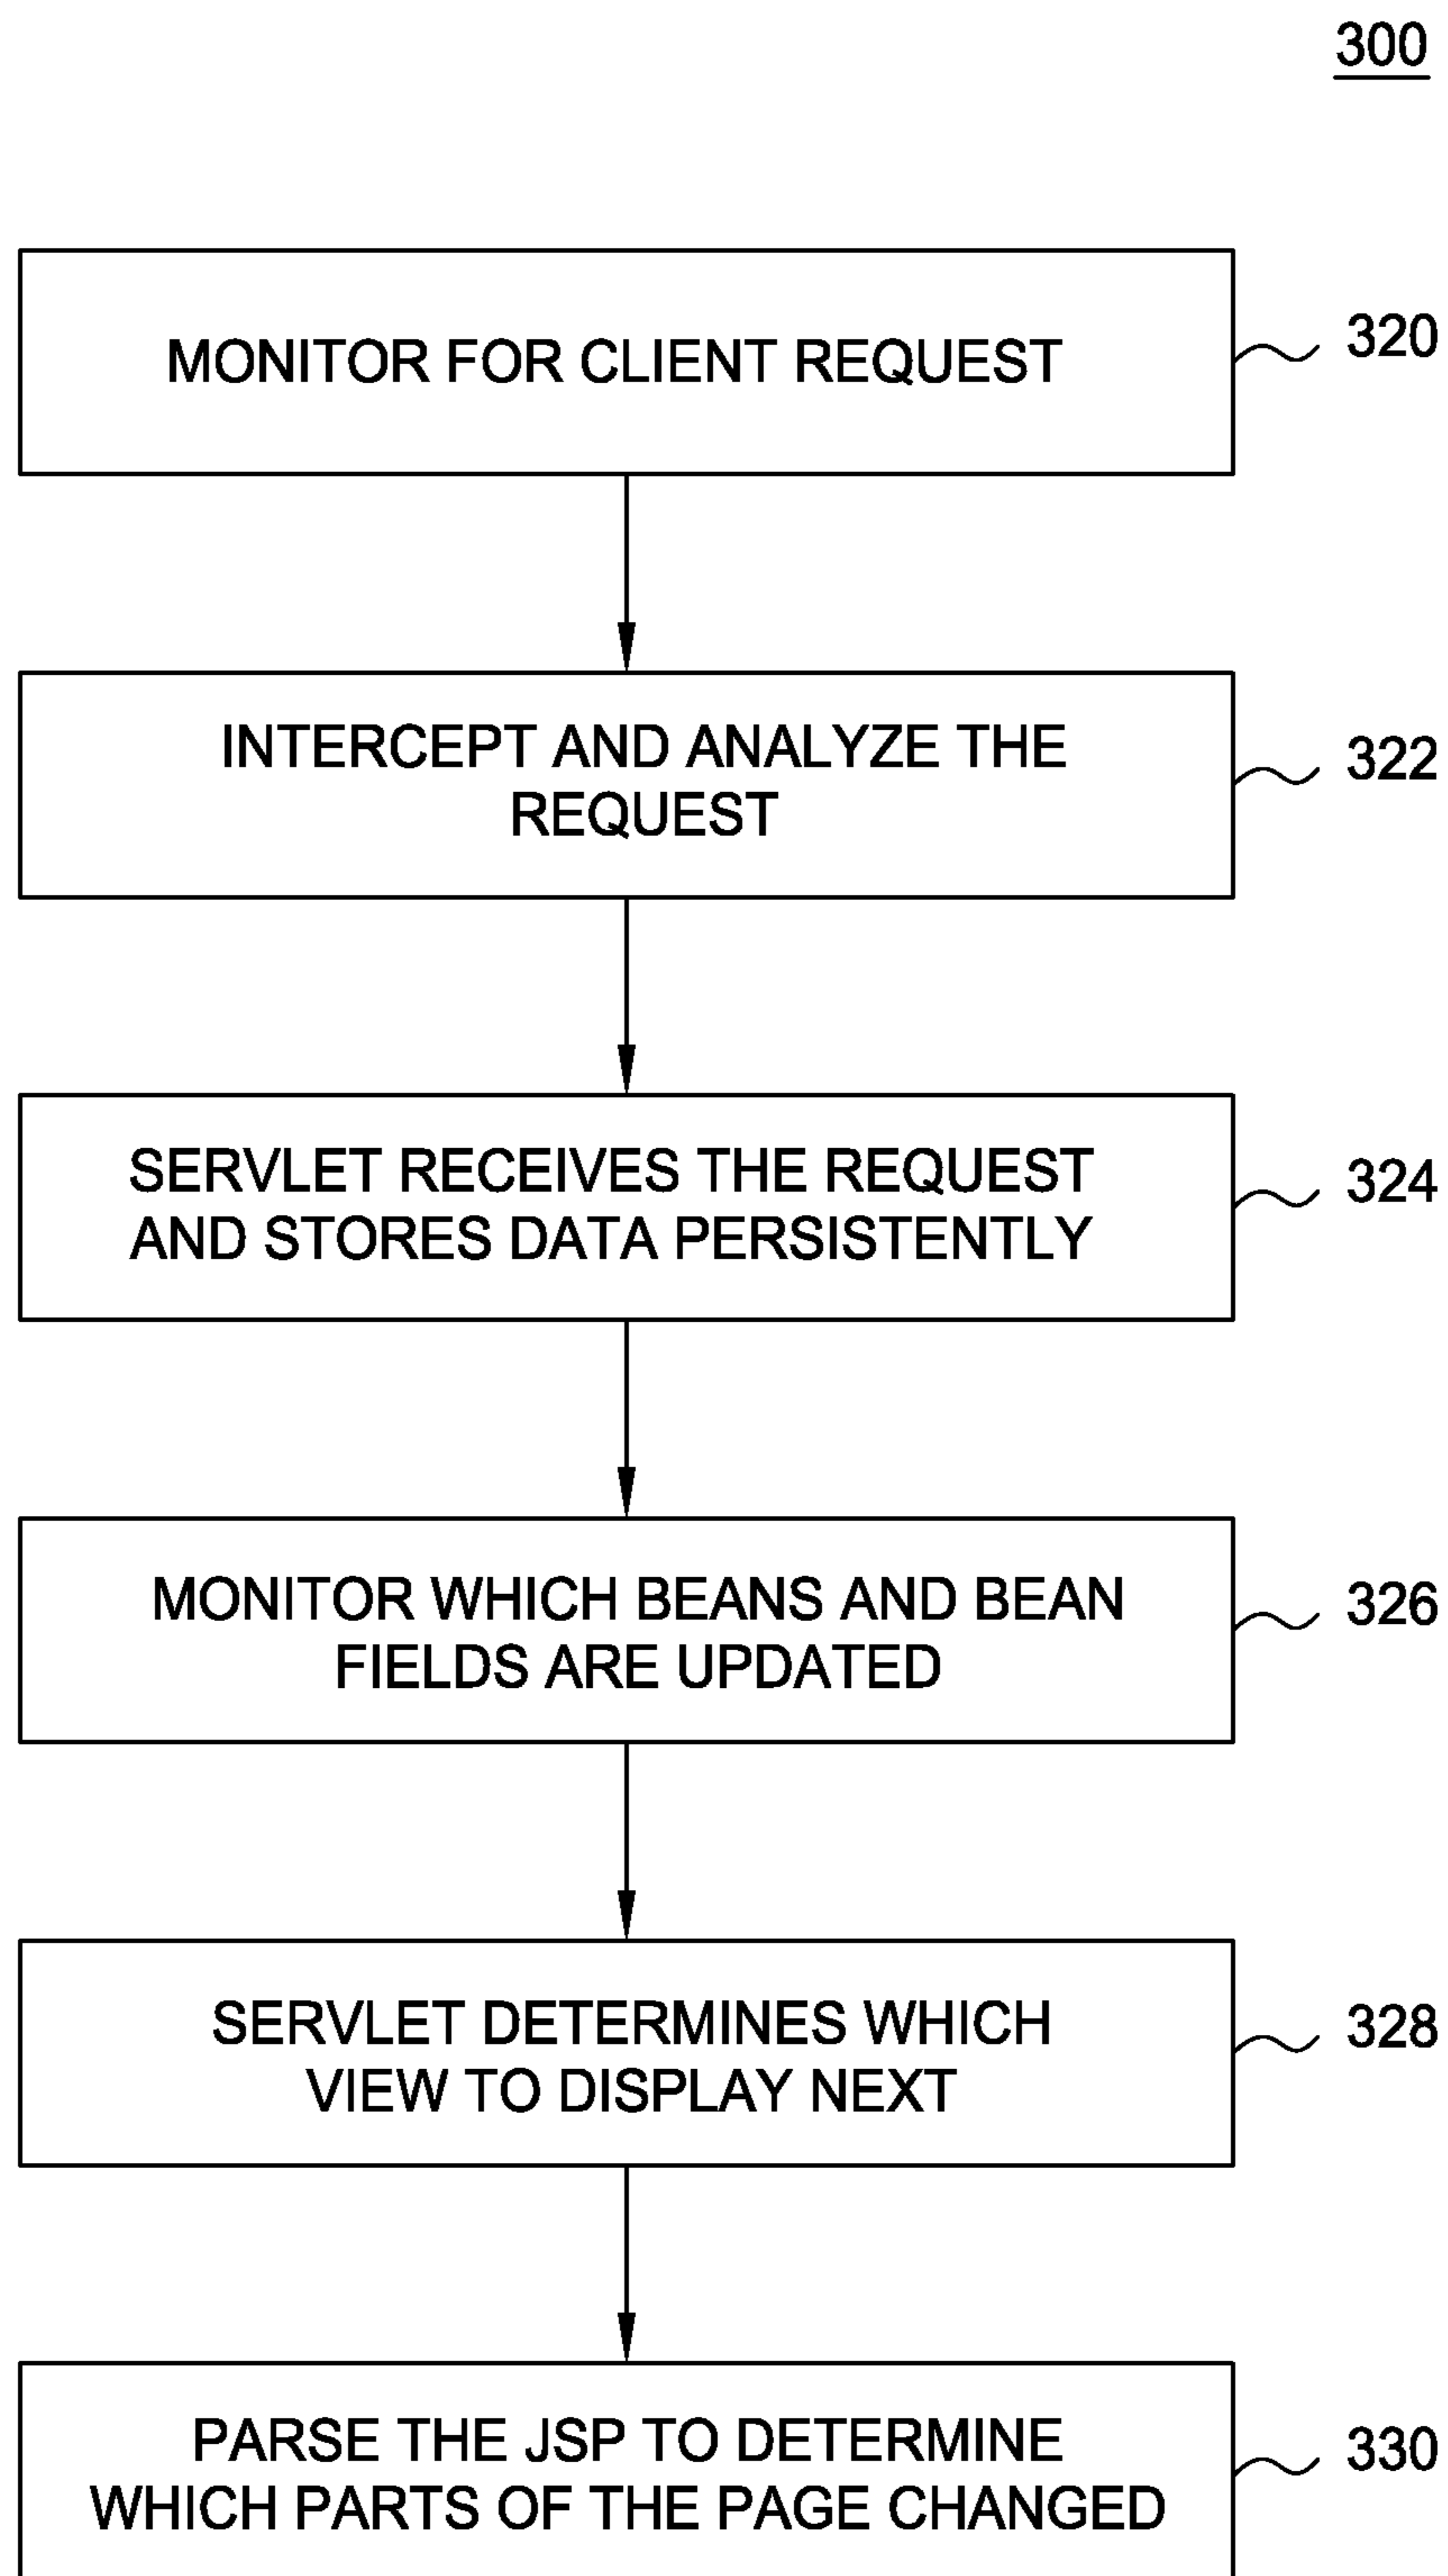 300
MONITOR FOR CLIENT REQUEST
320
INTERCEPT AND ANALYZE THE
REQUEST
322
SERVLET RECEIVES THE REQUEST
AND STORES DATA PERSISTENTLY
324
MONITOR WHICH BEANS AND BEAN
FIELDS ARE UPDATED
326
SERVLET DETERMINES WHICH
VIEW TO DISPLAY NEXT
328
PARSE THE JSP TO DETERMINE
WHICH PARTS OF THE PAGE CHANGED
330